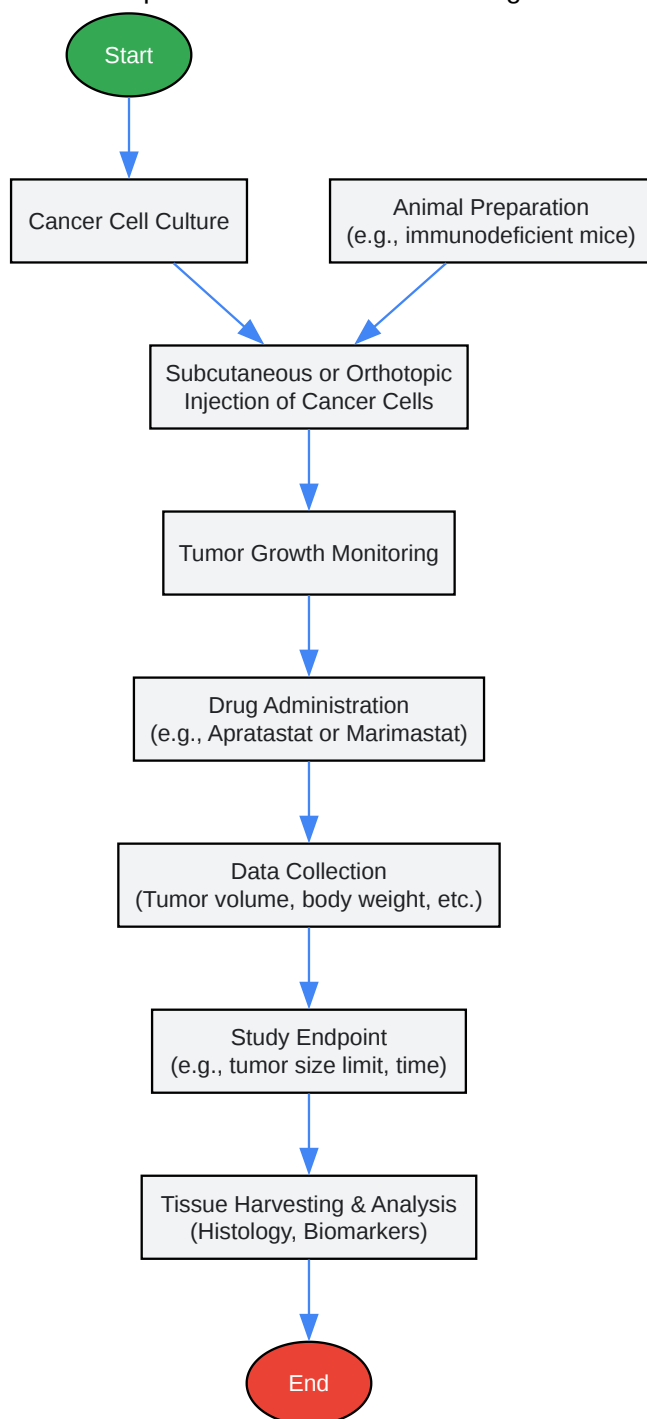 Start
Cancer Cell Culture
Animal Preparation
(e.g., immunodeficient mice)
Subcutaneous or Orthotopic
Injection of Cancer Cells
Tumor Growth Monitoring
Drug Administration
(e.g., Apratastat or Marimastat)
Data Collection
(Tumor volume, body weight, etc.)
Study Endpoint
(e.g., tumor size limit, time)
Tissue Harvesting & Analysis
(Histology, Biomarkers)
End